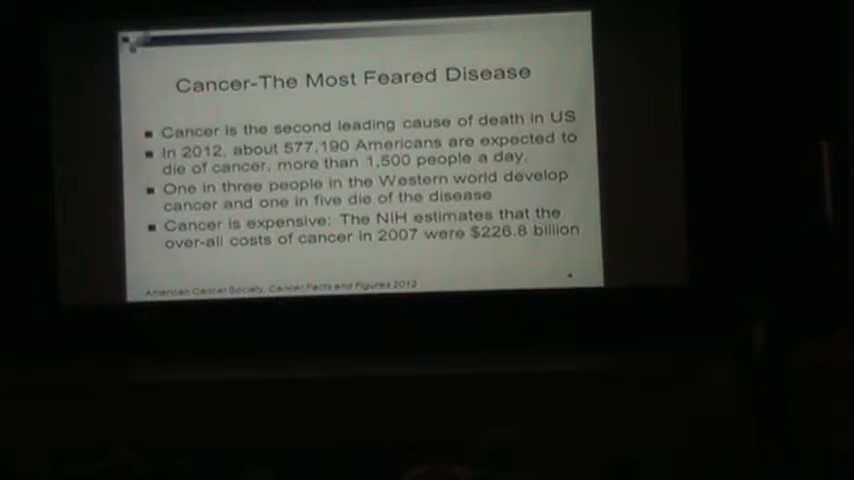 Cancer-The Most Feared Disease
Cancer is the second leading cause of death in US
In 2012, about 577,190 Americans are expected to
die of cancer, more than 1,500 people a day.
One in three people in the Western world develop
cancer and one in five die of the disease
Cancer is expensive: The NIH estimates that the
over-all costs of cancer in 2007 were $226.8 billion
American Cancer Society, Cancer Facts and Figures 2012